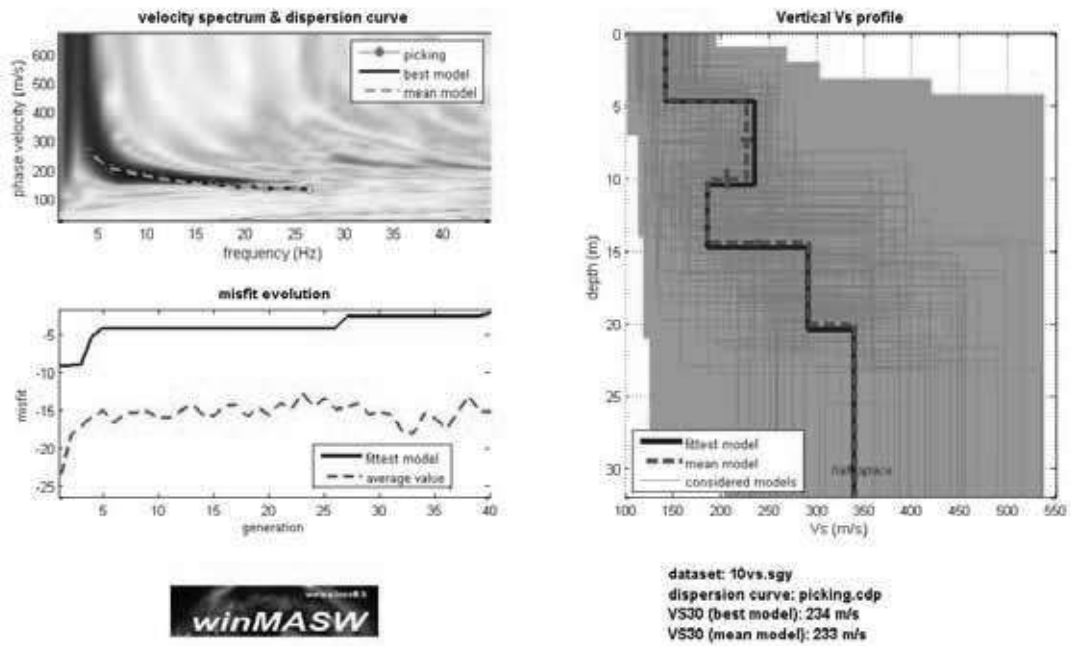 velocity spectrum & dispersion curve
600
500
400
300
200
100
phase velocity (m/s)
picking
best model
mean model
5 10 15 20 25 30 35 40
frequency (Hz)
misfit evolution
-5
-10
-15
-20
-25
misfit
fittest model
average value
5 10 15 20 25 30 35 40
generation
winMASW
Vertical Vs profile
0
5
10
15
20
25
30
depth (m)
fittest model
mean model
considered models
100 150 200 250 300 350 400 450 500 550
Vs (m/s)
dataset: 10vs.sgy
dispersion curve: picking.cdp
VS30 (best model): 234 m/s
VS30 (mean model): 233 m/s